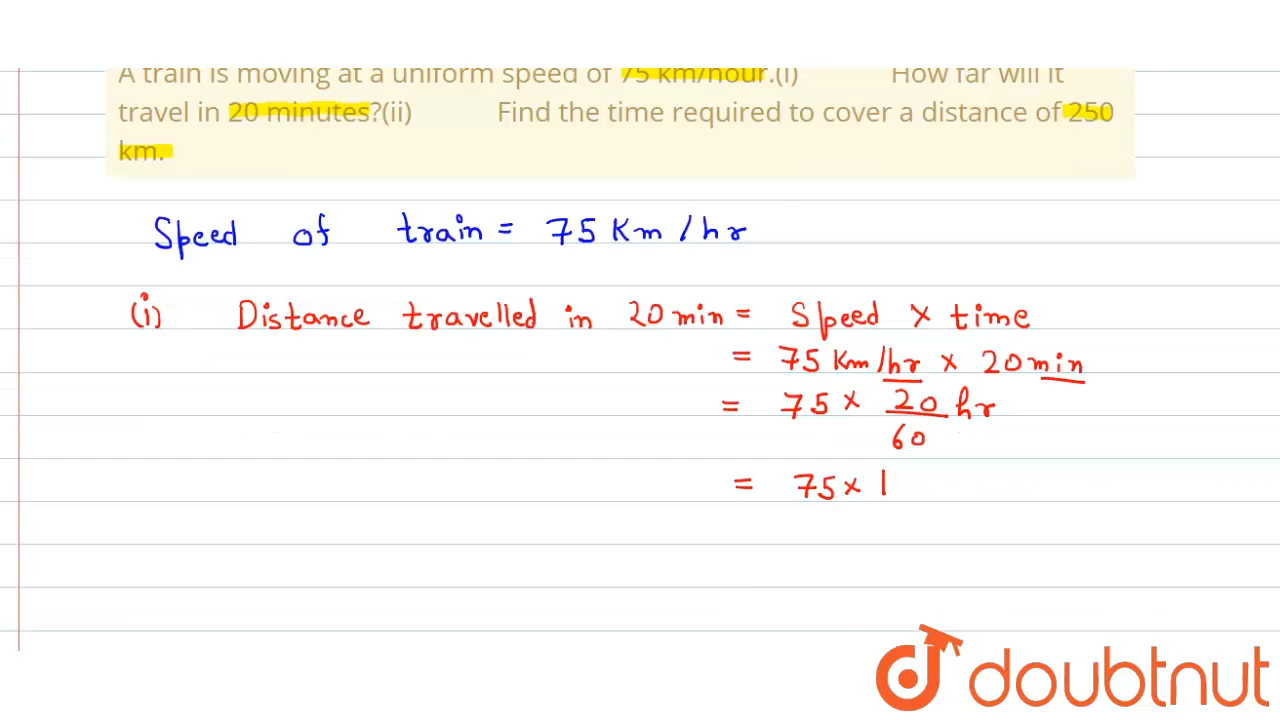 A train is moving at a uniform speed of 75 km/hour.(i) How far will it
travel in 20 minutes?(ii) Find the time required to cover a distance of 250
km.
Speed of train = 75 Km/hr
(i) Distance travelled in 20 min = Speed × time
= 75 Km/hr × 20 min
= 75 × 20/60 hr
= 75 × 1
doubtnut